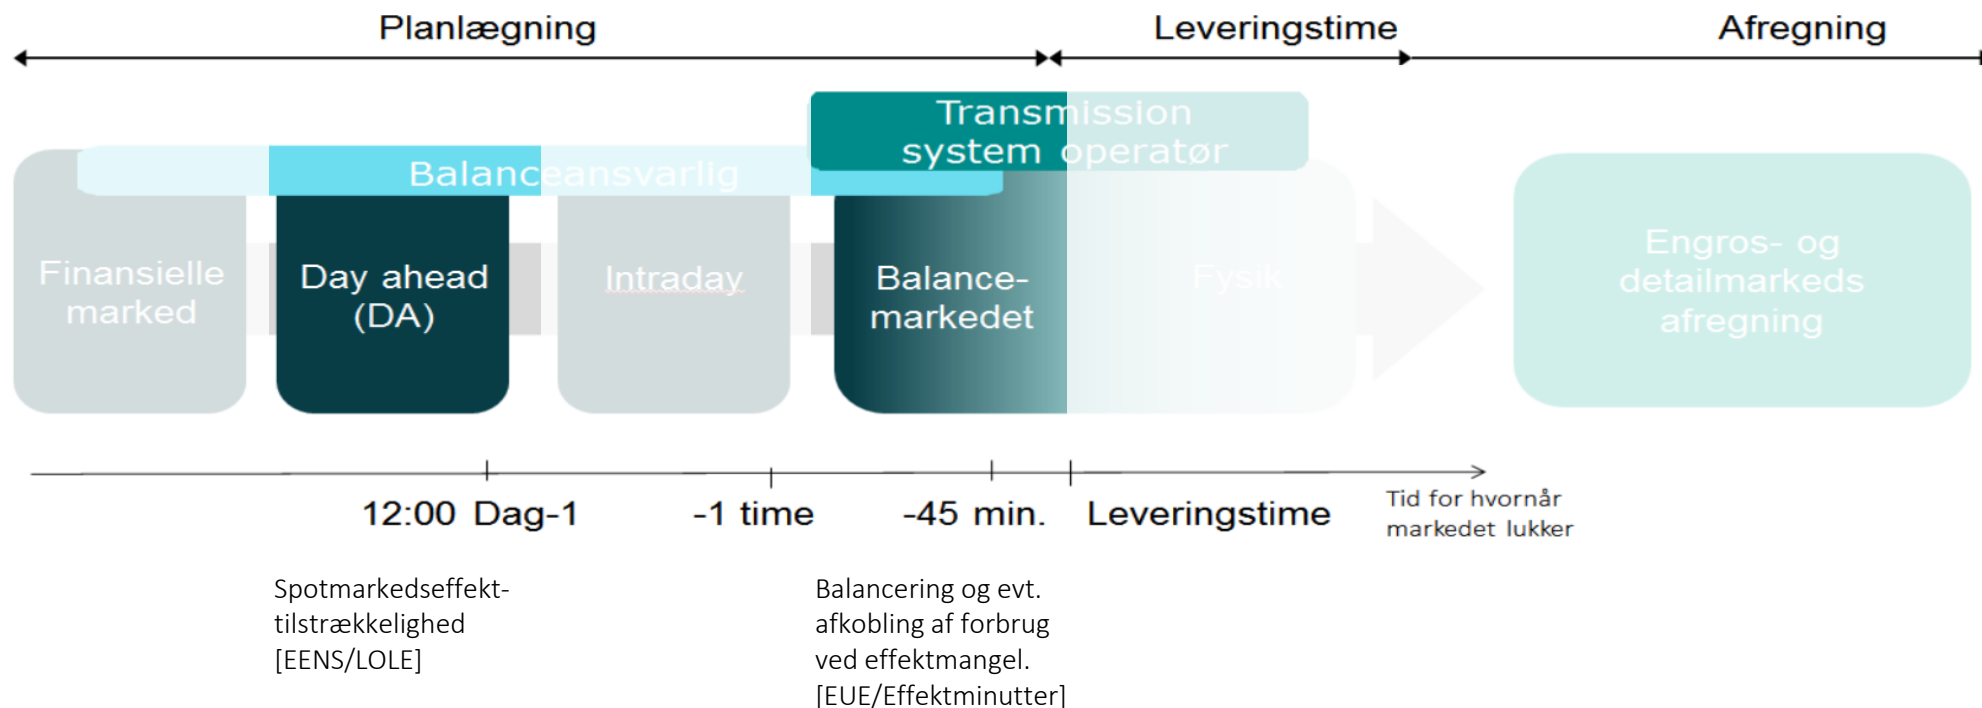 Planlægning
Leveringstime
Afregning
Transmission
system operatør
Balanceansvarlig
Finansielle
marked
Day ahead
(DA)
Intraday
Balance-
markedet
Fysik
Engros- og
detailmarkeds
afregning
12:00 Dag-1
-1 time
-45 min.
Leveringstime
Tid for hvornår
markedet lukker
Spotmarkedseffekt-
tilstrækkelighed
[EENS/LOLE]
Balancering og evt.
afkobling af forbrug
ved effektmangel.
[EUE/Effektminutter]